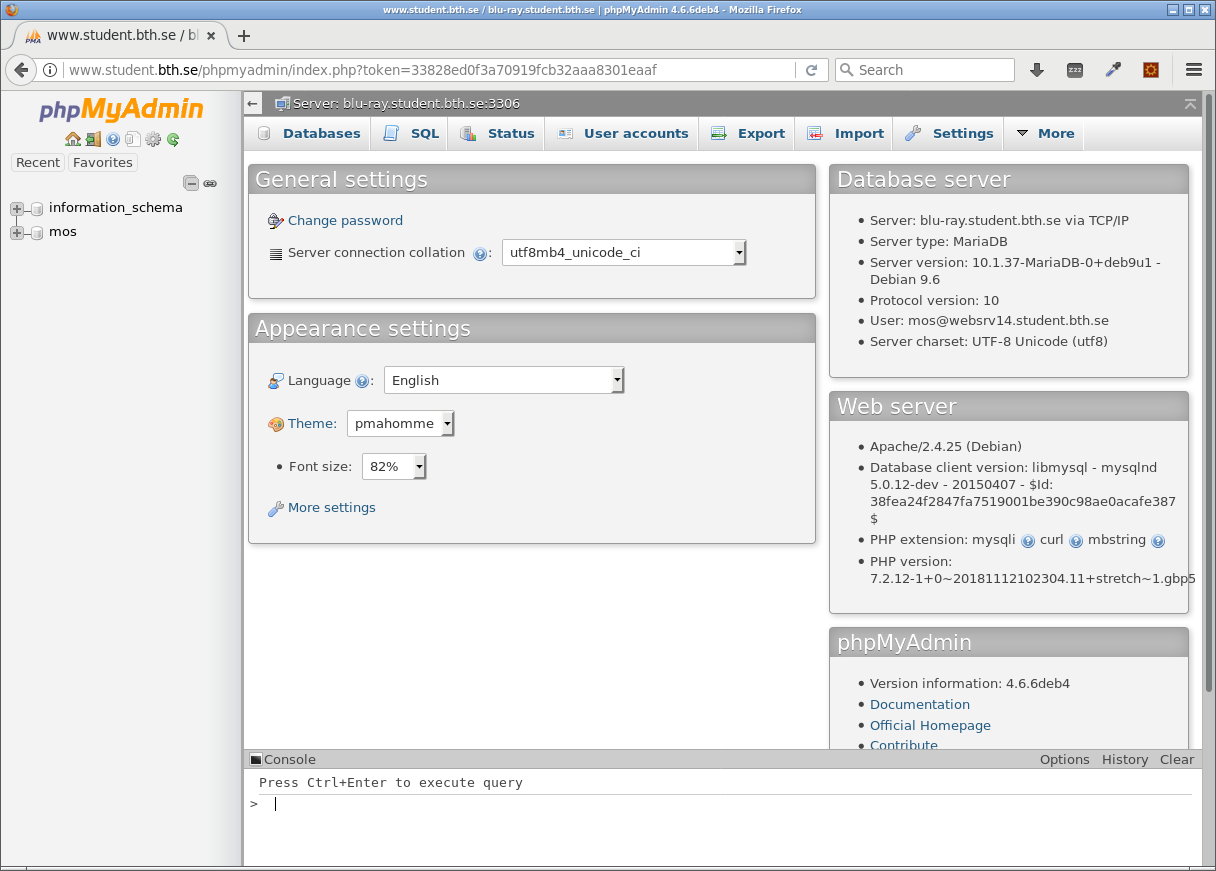 www.student.bth.se / blu-ray.student.bth.se | phpMyAdmin 4.6.6deb4 - Mozilla Firefox
PMA www.student.bth.se / bl
www.student.bth.se/phpmyadmin/index.php?token=33828ed0f3a70919fcb32aaa8301eaaf
Search
phpMyAdmin
Recent Favorites
information_schema
mos
Server: blu-ray.student.bth.se:3306
Databases SQL Status User accounts Export Import Settings More
General settings
Change password
Server connection collation : utf8mb4_unicode_ci
Appearance settings
Language : English
Theme: pmahomme
• Font size: 82%
More settings
Database server
• Server: blu-ray.student.bth.se via TCP/IP
• Server type: MariaDB
• Server version: 10.1.37-MariaDB-0+deb9u1 -
Debian 9.6
• Protocol version: 10
• User: mos@websrv14.student.bth.se
• Server charset: UTF-8 Unicode (utf8)
Web server
• Apache/2.4.25 (Debian)
• Database client version: libmysql - mysqlnd
5.0.12-dev - 20150407 - $Id:
38fea24f2847fa7519001be390c98ae0acafe387
$
• PHP extension: mysqli curl mbstring
• PHP version:
7.2.12-1+0~20181112102304.11+stretch~1.gbp5
phpMyAdmin
• Version information: 4.6.6deb4
• Documentation
• Official Homepage
• Contribute
Console Options History Clear
Press Ctrl+Enter to execute query
>